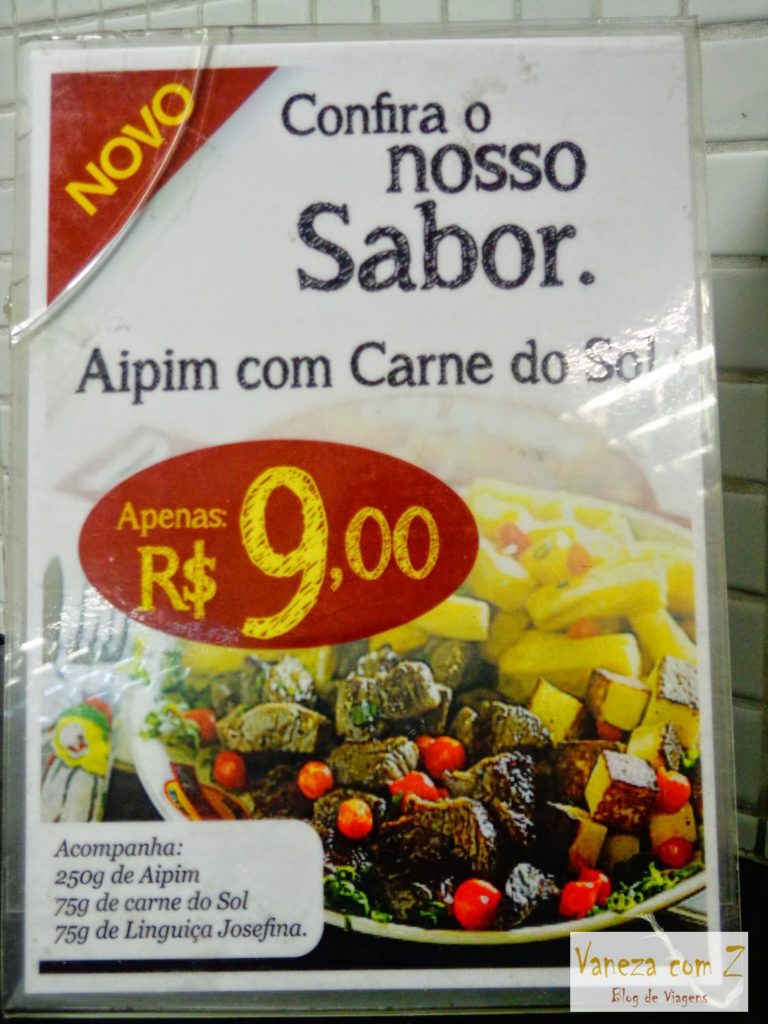 NOVO
Confira o
nosso
Sabor.
Aipim com Carne do Sol
Apenas:
R$ 9,00
Acompanha:
250g de Aipim
75g de carne do Sol
75g de Linguiça Josefina.
Vaneza com Z
Blog de Viagens